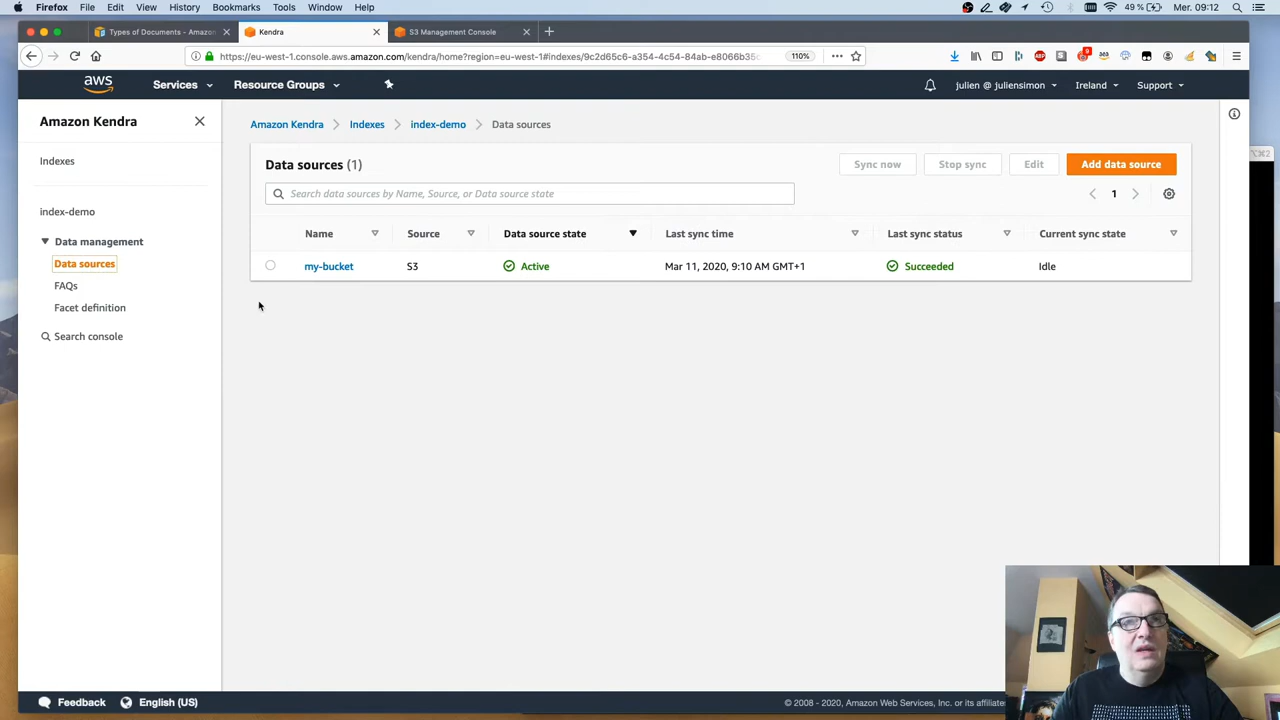 Firefox File Edit View History Bookmarks Tools Window Help 49 % Mer. 09:12
Types of Documents - Amazon Kendra S3 Management Console
https://eu-west-1.console.aws.amazon.com/kendra/home?region=eu-west-1#indexes/9c2d65c6-a354-4c54-84ab-e8066b35c 110%
aws Services Resource Groups julien @ juliensimon Ireland Support
Amazon Kendra
Indexes
index-demo
Data management
Data sources
FAQs
Facet definition
Search console
Amazon Kendra Indexes index-demo Data sources
Data sources (1) Sync now Stop sync Edit Add data source
Search data sources by Name, Source, or Data source state 1
Name Source Data source state Last sync time Last sync status Current sync state
my-bucket S3 Active Mar 11, 2020, 9:10 AM GMT+1 Succeeded Idle
Feedback English (US) © 2008 - 2020, Amazon Web Services, Inc. or its affiliates